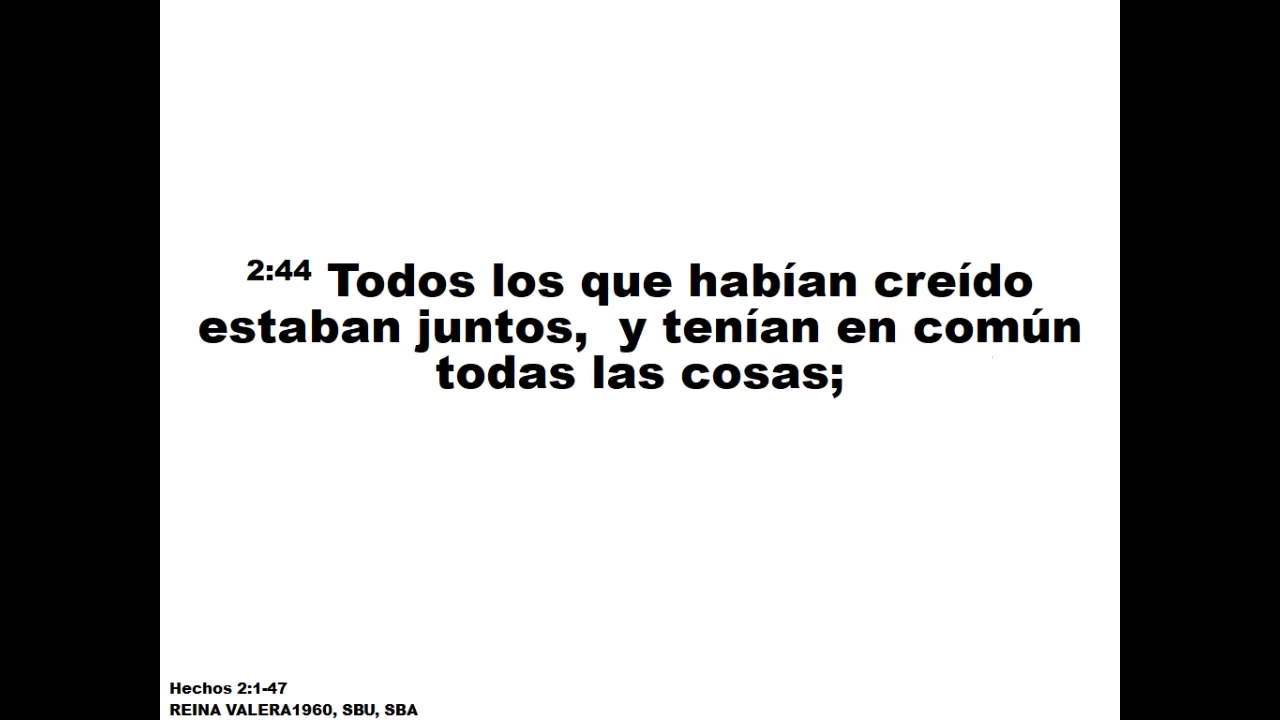 2:44 Todos los que habían creído
estaban juntos,  y tenían en común
todas las cosas;
Hechos 2:1-47
REINA VALERA1960, SBU, SBA